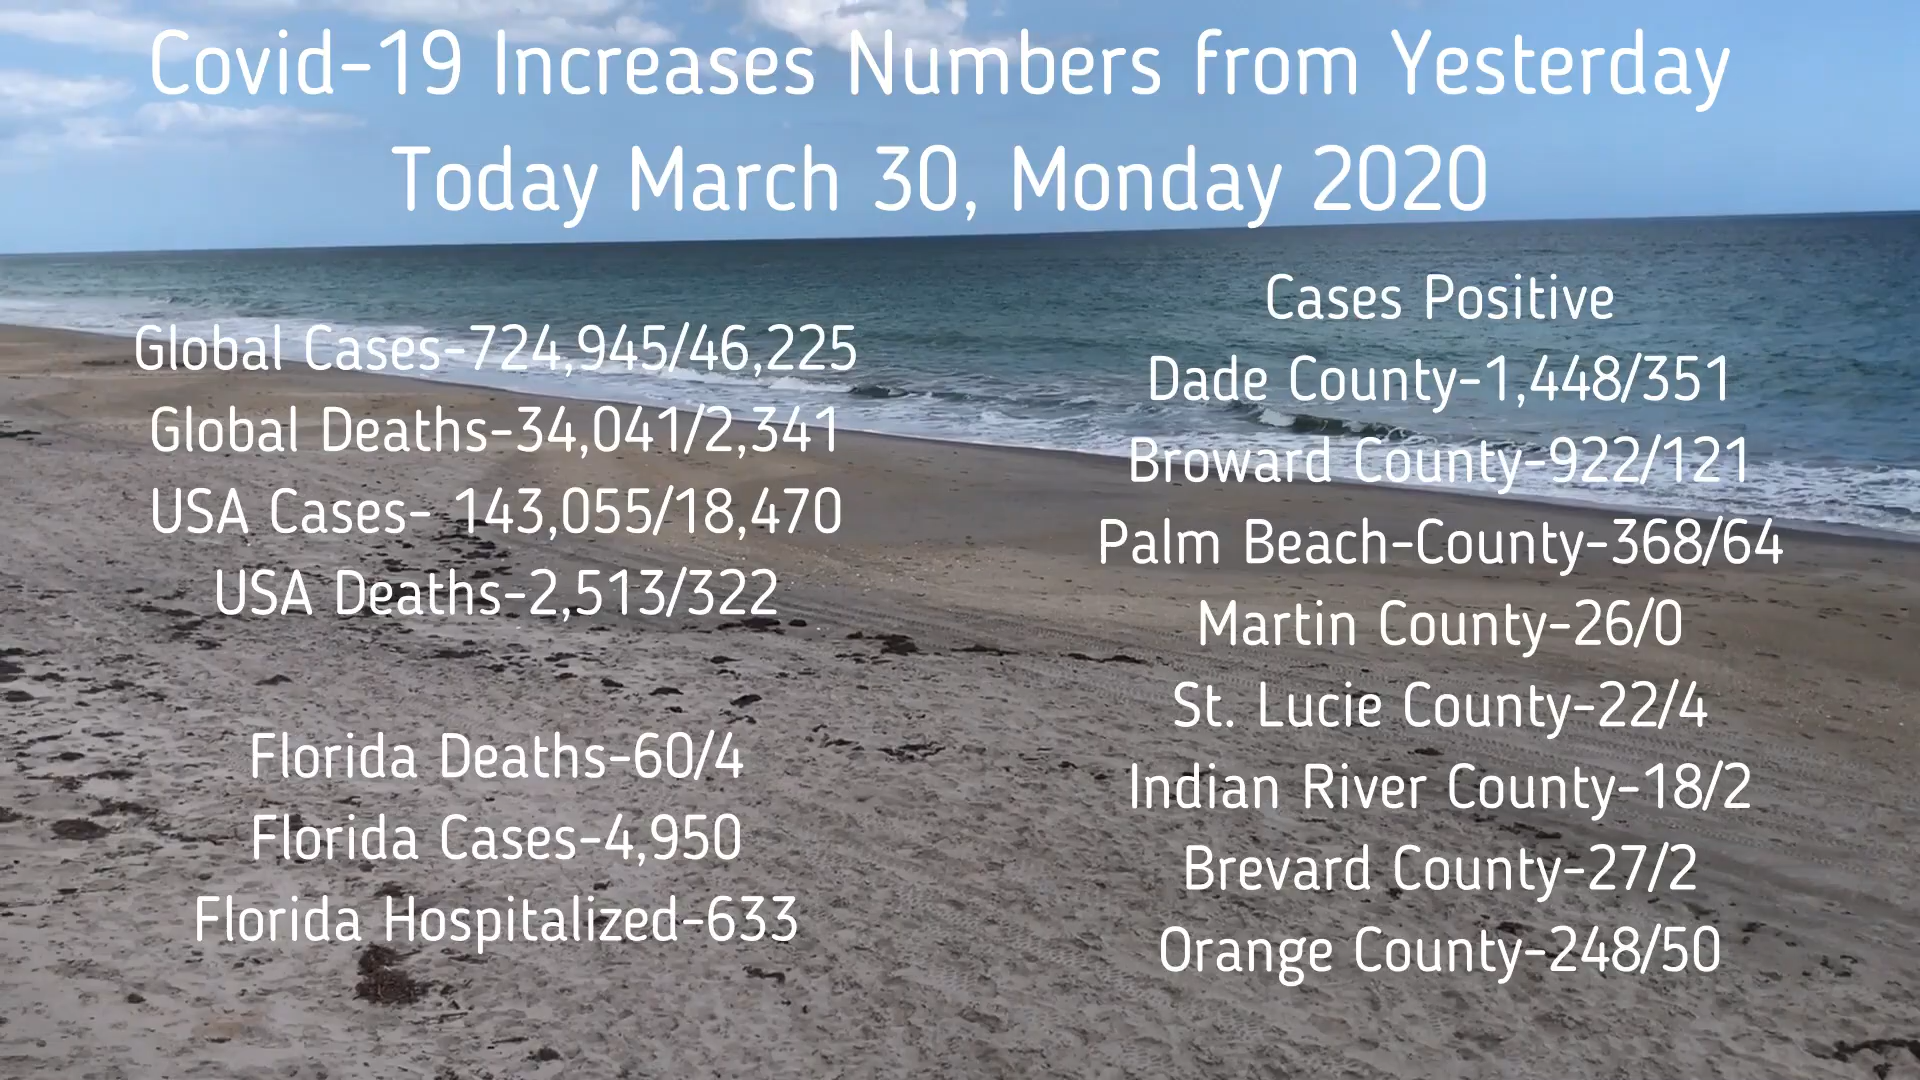 Covid-19 Increases Numbers from Yesterday
Today March 30, Monday 2020
Global Cases-724,945/46,225
Global Deaths-34,041/2,341
USA Cases- 143,055/18,470
USA Deaths-2,513/322
Florida Deaths-60/4
Florida Cases-4,950
Florida Hospitalized-633
Cases Positive
Dade County-1,448/351
Broward County-922/121
Palm Beach-County-368/64
Martin County-26/0
St. Lucie County-22/4
Indian River County-18/2
Brevard County-27/2
Orange County-248/50